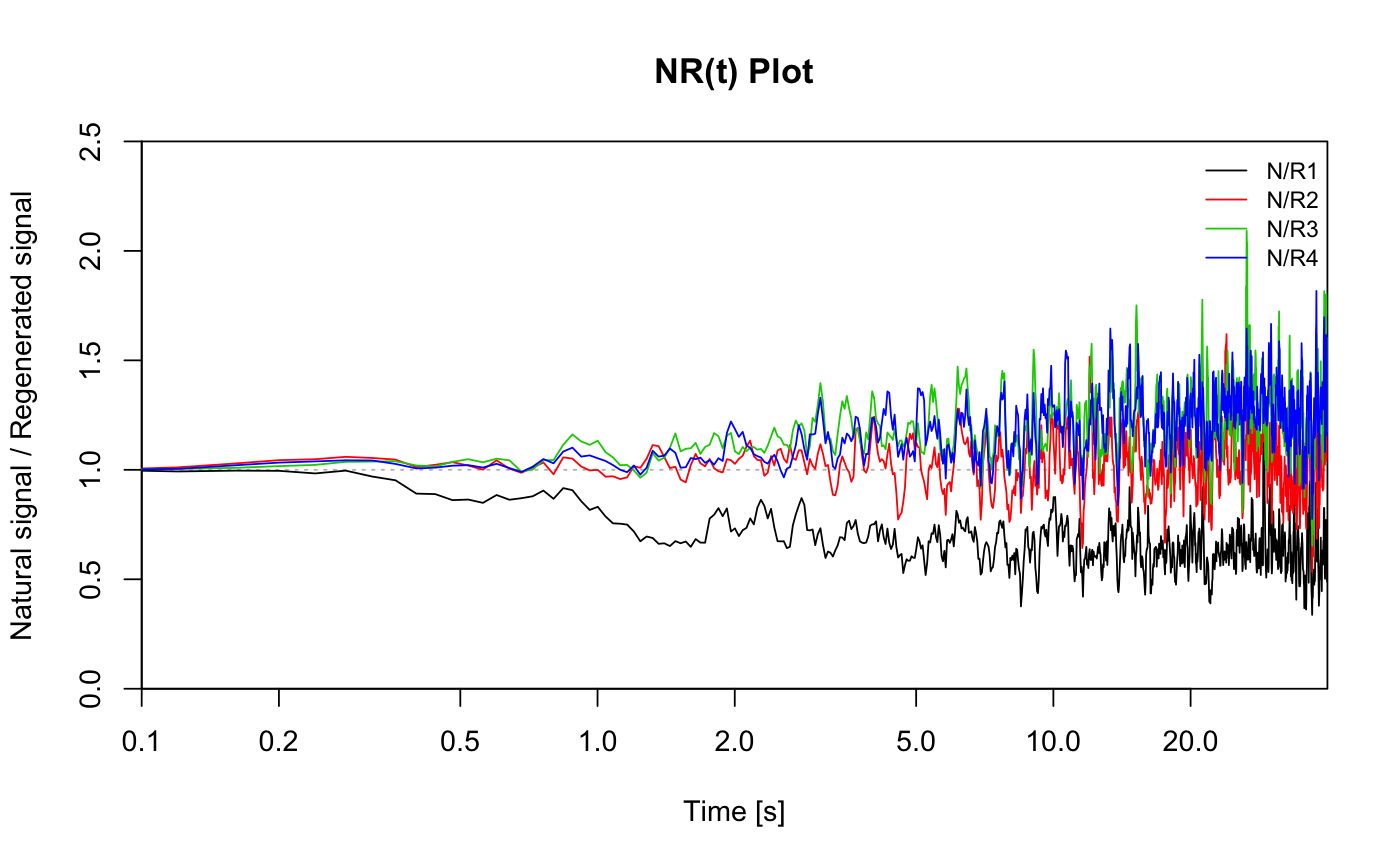 NR(t) Plot
Natural signal / Regenerated signal
2.5
2.0
1.5
1.0
0.5
0.0
N/R1
N/R2
N/R3
N/R4
0.1 0.2 0.5 1.0 2.0 5.0 10.0 20.0
Time [s]